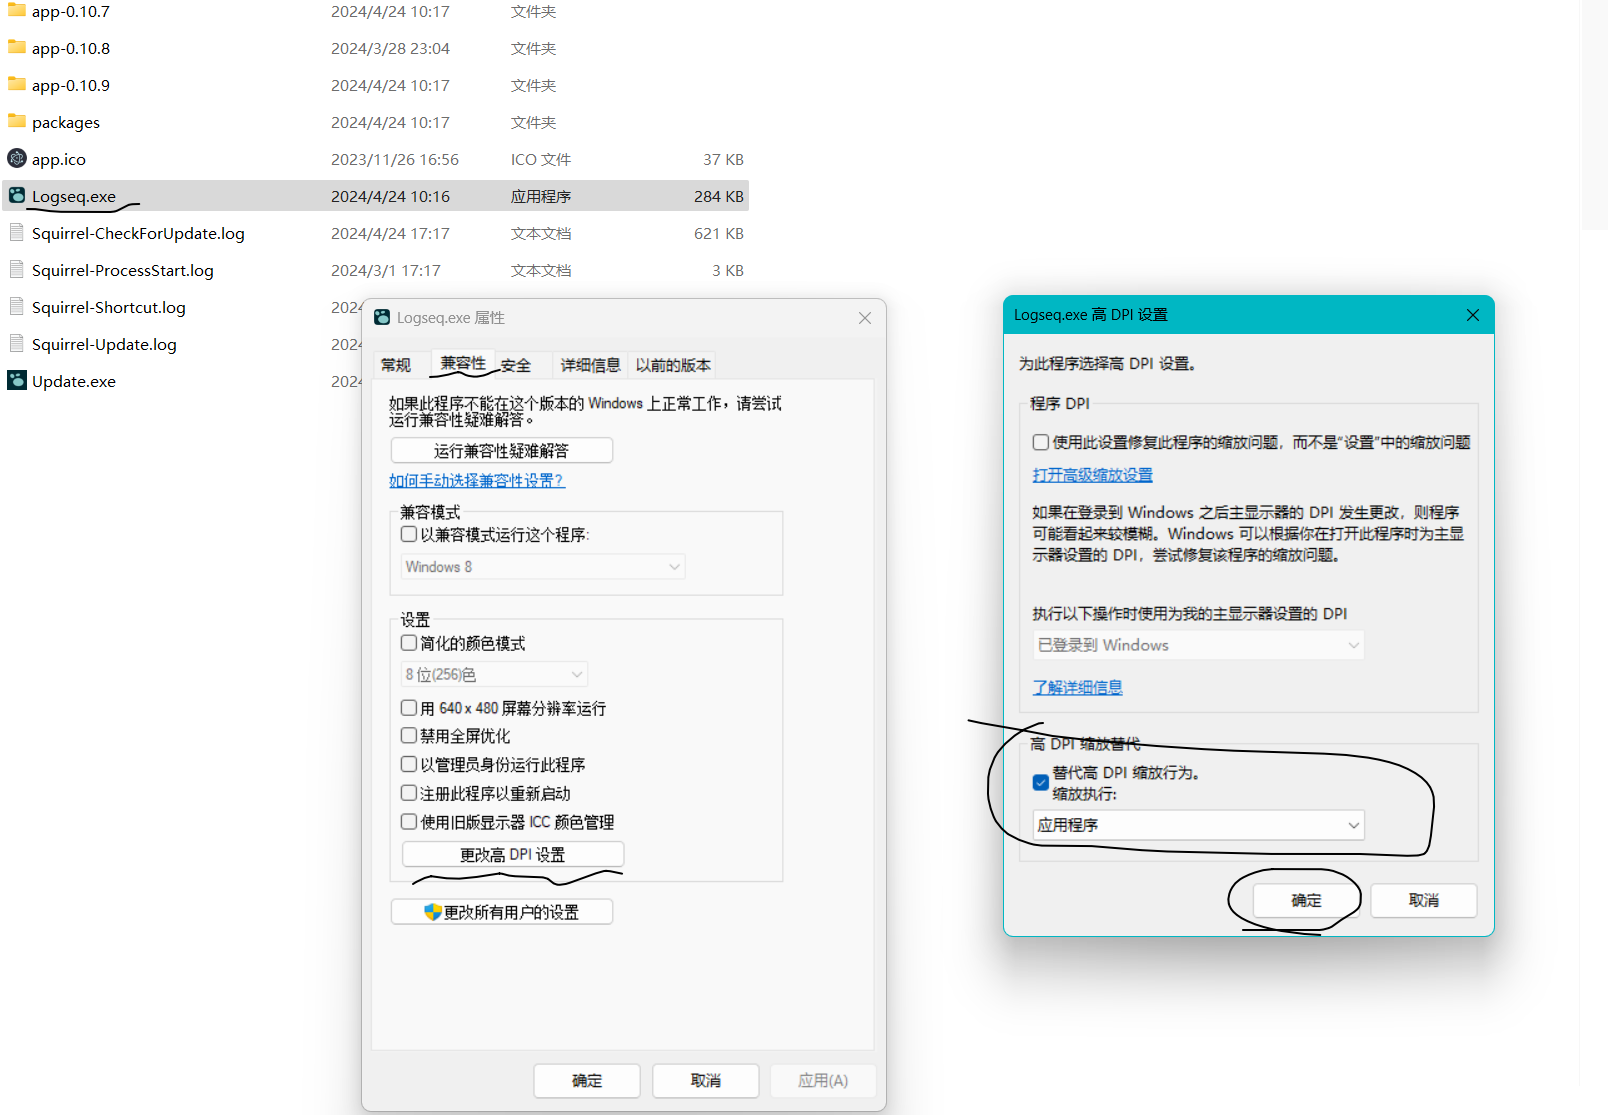 app-0.10.7 2024/4/24 10:17 文件夹
app-0.10.8 2024/3/28 23:04 文件夹
app-0.10.9 2024/4/24 10:17 文件夹
packages 2024/4/24 10:17 文件夹
app.ico 2023/11/26 16:56 ICO 文件 37 KB
Logseq.exe 2024/4/24 10:16 应用程序 284 KB
Squirrel-CheckForUpdate.log 2024/4/24 17:17 文本文档 621 KB
Squirrel-ProcessStart.log 2024/3/1 17:17 文本文档 3 KB
Squirrel-Shortcut.log 2024
Squirrel-Update.log 2024
Update.exe 2024
Logseq.exe 属性
常规 兼容性 安全 详细信息 以前的版本
如果此程序不能在这个版本的 Windows 上正常工作，请尝试
运行兼容性疑难解答。
运行兼容性疑难解答
如何手动选择兼容性设置?
兼容模式
以兼容模式运行这个程序:
Windows 8
设置
简化的颜色模式
8 位(256)色
用 640 x 480 屏幕分辨率运行
禁用全屏优化
以管理员身份运行此程序
注册此程序以重新启动
使用旧版显示器 ICC 颜色管理
更改高 DPI 设置
更改所有用户的设置
确定 取消 应用(A)
Logseq.exe 高 DPI 设置
为此程序选择高 DPI 设置。
程序 DPI
使用此设置修复此程序的缩放问题，而不是“设置”中的缩放问题
打开高级缩放设置
如果在登录到 Windows 之后主显示器的 DPI 发生更改，则程序
可能看起来较模糊。Windows 可以根据你在打开此程序时为主显
示器设置的 DPI，尝试修复该程序的缩放问题。
执行以下操作时使用为我的主显示器设置的 DPI
已登录到 Windows
了解详细信息
高 DPI 缩放替代
替代高 DPI 缩放行为。
缩放执行:
应用程序
确定 取消